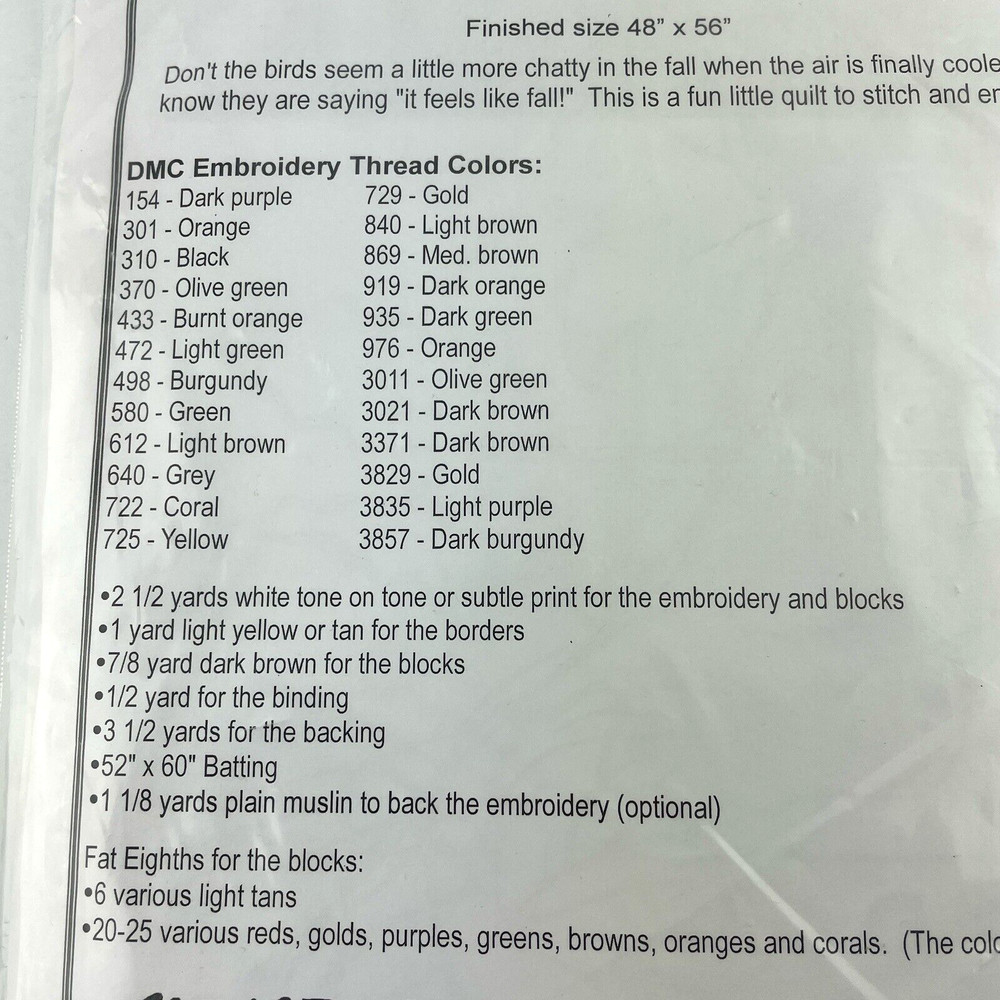 Finished size 48” x 56”
Don't the birds seem a little more chatty in the fall when the air is finally
know they are saying "it feels like fall!" This is a fun little quilt to stitch and
DMC Embroidery Thread Colors:
154 - Dark purple 729 - Gold
301 - Orange 840 - Light brown
310 - Black 869 - Med. brown
370 - Olive green 919 - Dark orange
433 - Burnt orange 935 - Dark green
472 - Light green 976 - Orange
498 - Burgundy 3011 - Olive green
580 - Green 3021 - Dark brown
612 - Light brown 3371 - Dark brown
640 - Grey 3829 - Gold
722 - Coral 3835 - Light purple
725 - Yellow 3857 - Dark burgundy
•2 1/2 yards white tone on tone or subtle print for the embroidery and blocks
•1 yard light yellow or tan for the borders
•7/8 yard dark brown for the blocks
•1/2 yard for the binding
•3 1/2 yards for the backing
•52" x 60" Batting
•1 1/8 yards plain muslin to back the embroidery (optional)
Fat Eighths for the blocks:
•6 various light tans
•20-25 various reds, golds, purples, greens, browns, oranges and corals. (The